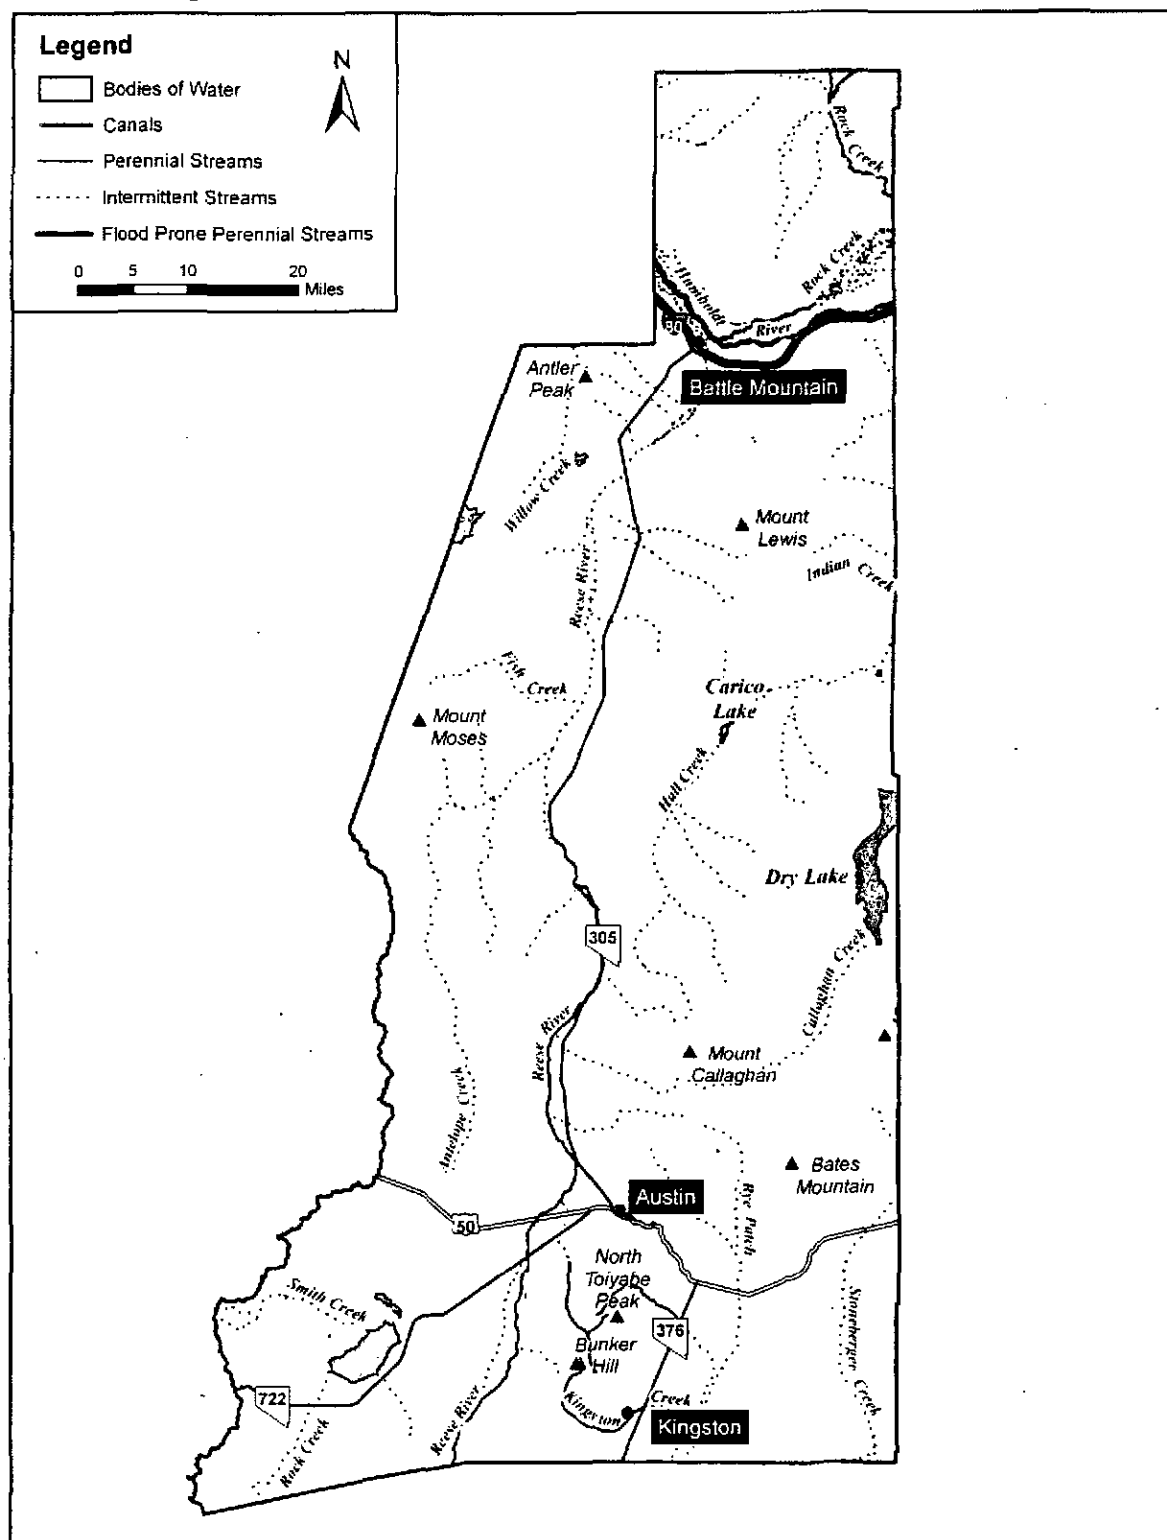 Legend
N
Bodies of Water
Canals
Perennial Streams
Intermittent Streams
Flood Prone Perennial Streams
0 5 10 20
Miles
Rock Creek
Rock Creek
Humboldt
River
80
Battle Mountain
Antler
Peak
Willow Creek
Mount
Lewis
Indian Creek
Reese River
Fish
Creek
Carico
Lake
Mount
Moses
Hall Creek
Dry Lake
305
Callaghan Creek
Reese River
Mount
Callaghan
Antelope Creek
Bates
Mountain
Austin
Rye Patch
50
North
Toiyabe
Peak
Smith Creek
Stoneberger Creek
376
Bunker
Hill
722
Kingston Creek
Reese River
Rock Creek
Kingston